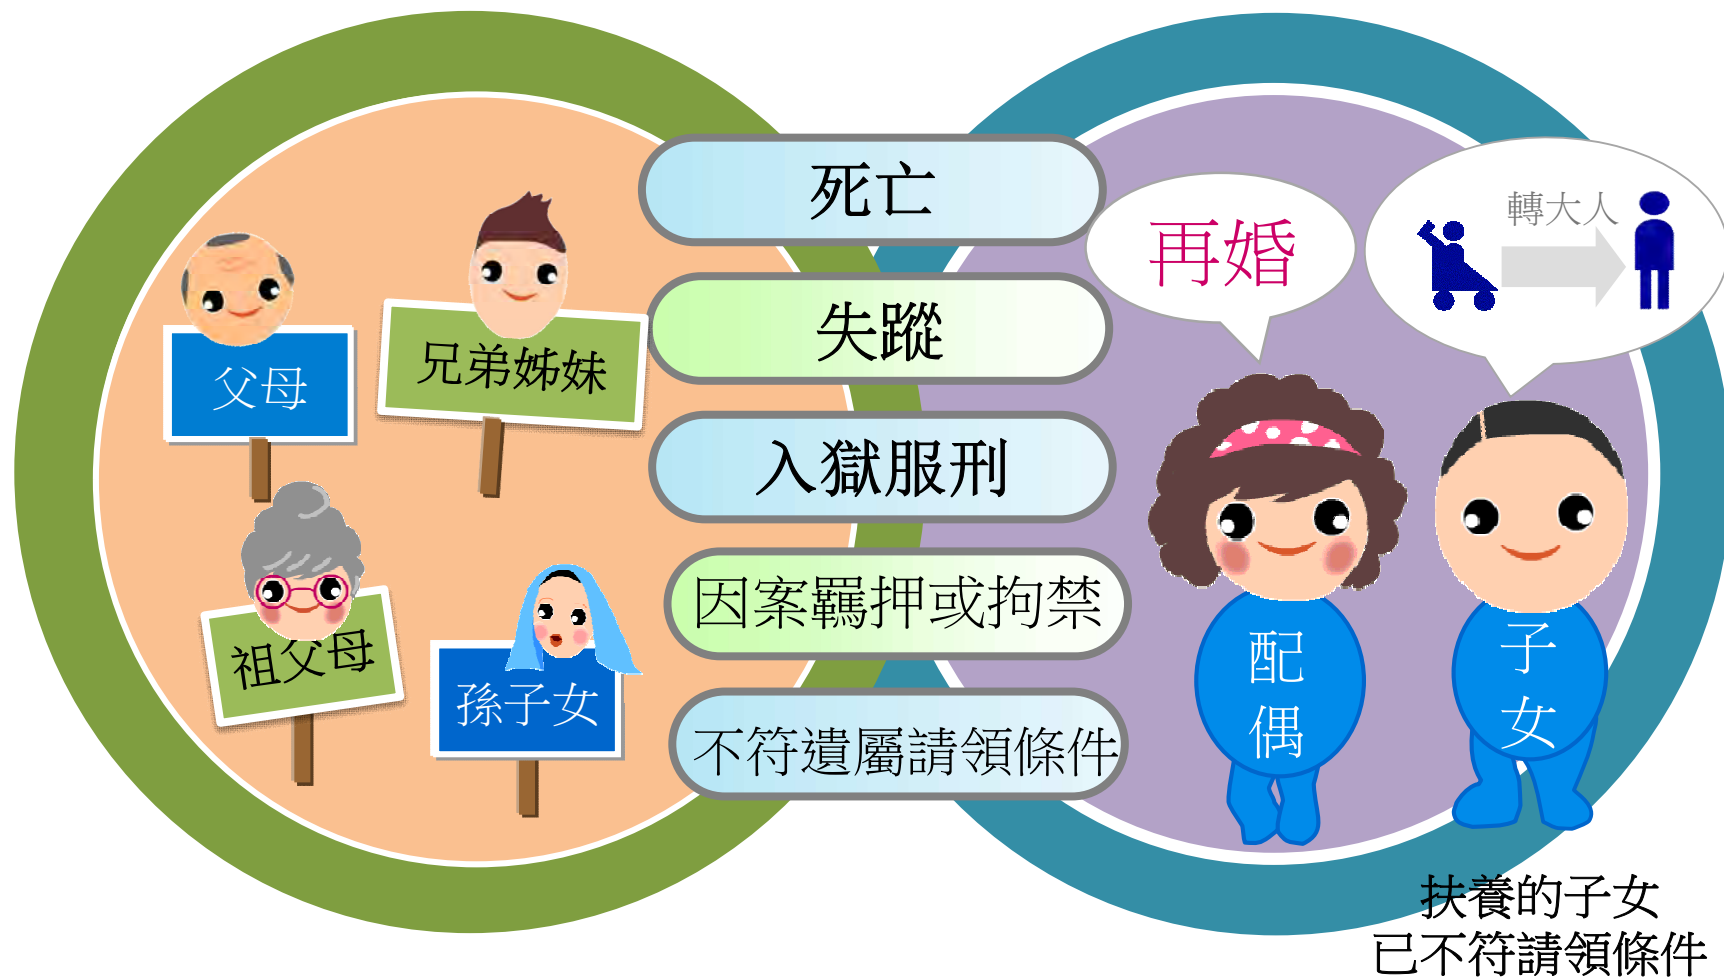 死亡
失蹤
入獄服刑
因案羈押或拘禁
不符遺屬請領條件
父母
兄弟姊妹
祖父母
孫子女
再婚
轉大人
配偶
子女
扶養的子女
已不符請領條件